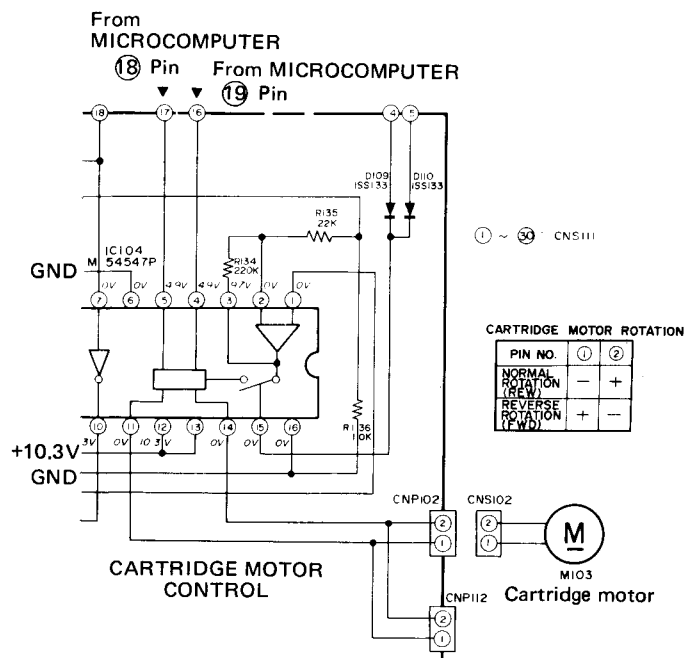 From
MICROCOMPUTER
18 Pin
From MICROCOMPUTER
19 Pin
18 17 16 4 5
D109
ISS133
D110
ISS133
R135
22K
1 ~ 30 : CNS111
IC104
M 54547P
GND
R134
220K
0V 0V 4.9V 4.9V 9.7V 0V 0V
7 6 5 4 3 2 1
CARTRIDGE MOTOR ROTATION
PIN NO. 1 2
NORMAL
ROTATION
(REW) − +
REVERSE
ROTATION
(FWD) + −
R136
10K
10 11 12 13 14 15 16
3V 0V 10.3V 0V 0V 0V
+10.3V
GND
CNP102
CNS102
2
1
2
1
M
M103
Cartridge motor
CARTRIDGE MOTOR
CONTROL
CNP112
2
1